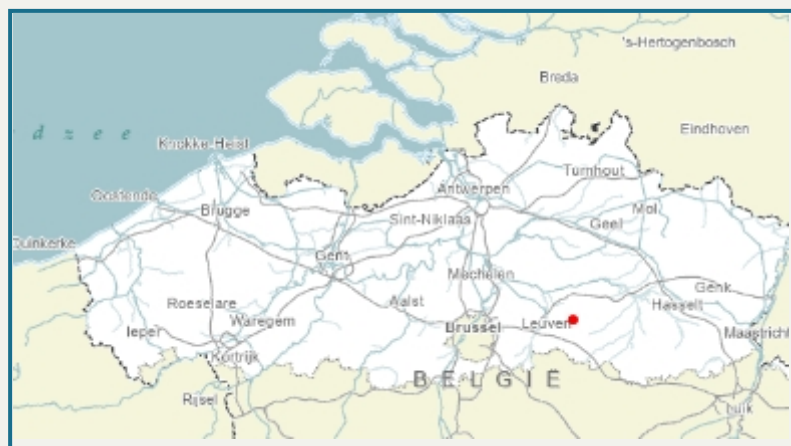 's-Hertogenbosch
Breda
Eindhoven
d z e e
Knokke-Heist
Turnhout
Antwerpen
Oostende
Brugge
Sint-Niklaas
Mol
Geel
Duinkerke
Gent
Mechelen
Genk
Roeselare
Aalst
Hasselt
Ieper
Waregem
Brussel
Leuven
Maastricht
Kortrijk
BELGIË
Rijsel
Luik